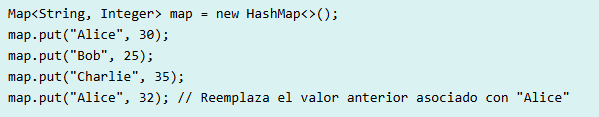 Map<String, Integer> map = new HashMap<>();
map.put("Alice", 30);
map.put("Bob", 25);
map.put("Charlie", 35);
map.put("Alice", 32); // Reemplaza el valor anterior asociado con "Alice"